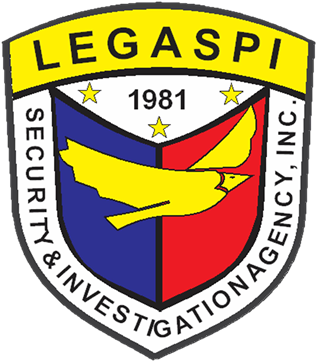 LEGASPI
1981
SECURITY & INVESTIGATION AGENCY, INC.